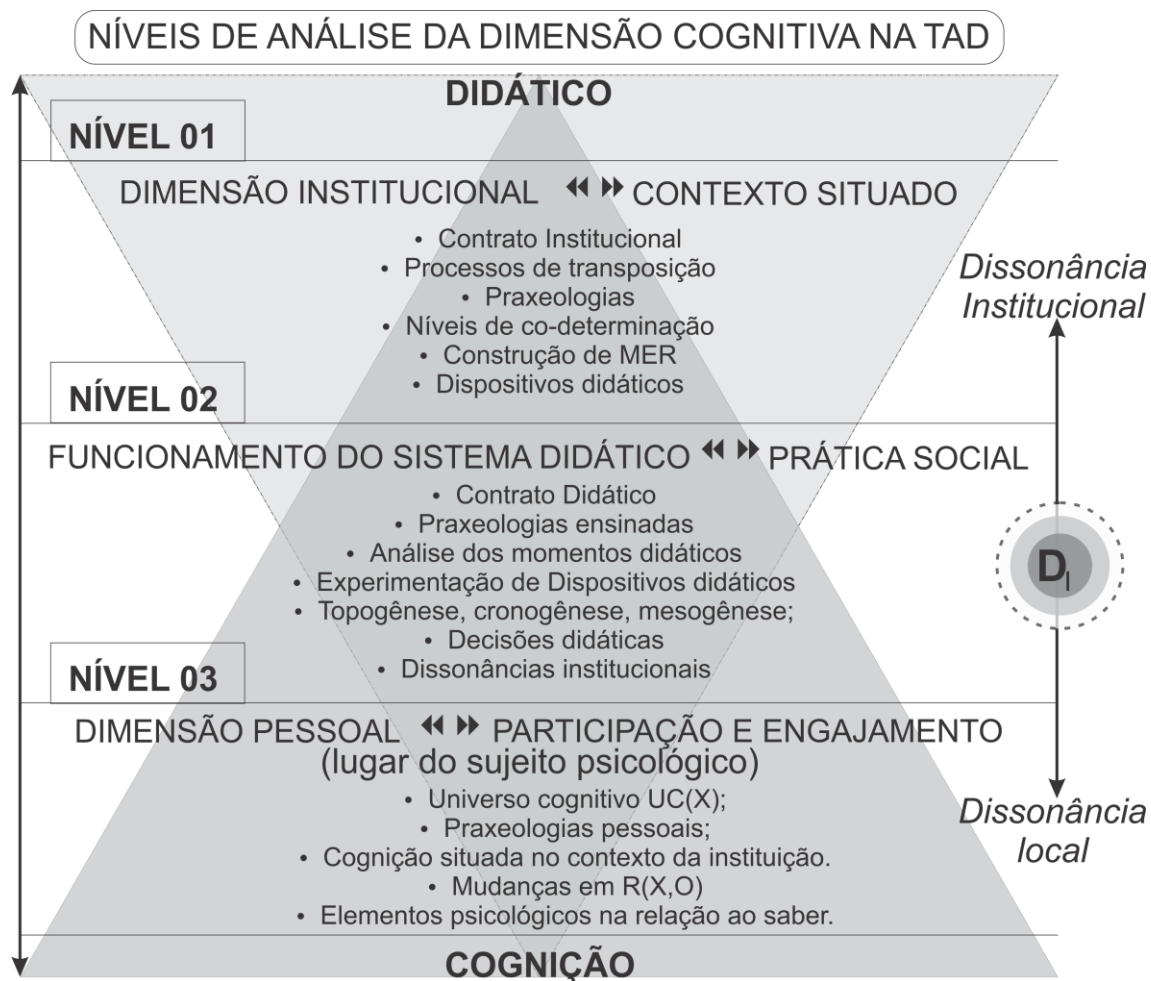 NÍVEIS DE ANÁLISE DA DIMENSÃO COGNITIVA NA TAD
DIDÁTICO
NÍVEL 01
DIMENSÃO INSTITUCIONAL CONTEXTO SITUADO
• Contrato Institucional
• Processos de transposição
• Praxeologias
• Níveis de co-determinação
• Construção de MER
• Dispositivos didáticos
Dissonância
Institucional
NÍVEL 02
FUNCIONAMENTO DO SISTEMA DIDÁTICO PRÁTICA SOCIAL
• Contrato Didático
• Praxeologias ensinadas
• Análise dos momentos didáticos
• Experimentação de Dispositivos didáticos
• Topogênese, cronogênese, mesogênese;
• Decisões didáticas
• Dissonâncias institucionais
DI
NÍVEL 03
DIMENSÃO PESSOAL PARTICIPAÇÃO E ENGAJAMENTO
(lugar do sujeito psicológico)
• Universo cognitivo UC(X);
• Praxeologias pessoais;
• Cognição situada no contexto da instituição.
• Mudanças em R(X,O)
• Elementos psicológicos na relação ao saber.
Dissonância
local
COGNIÇÃO